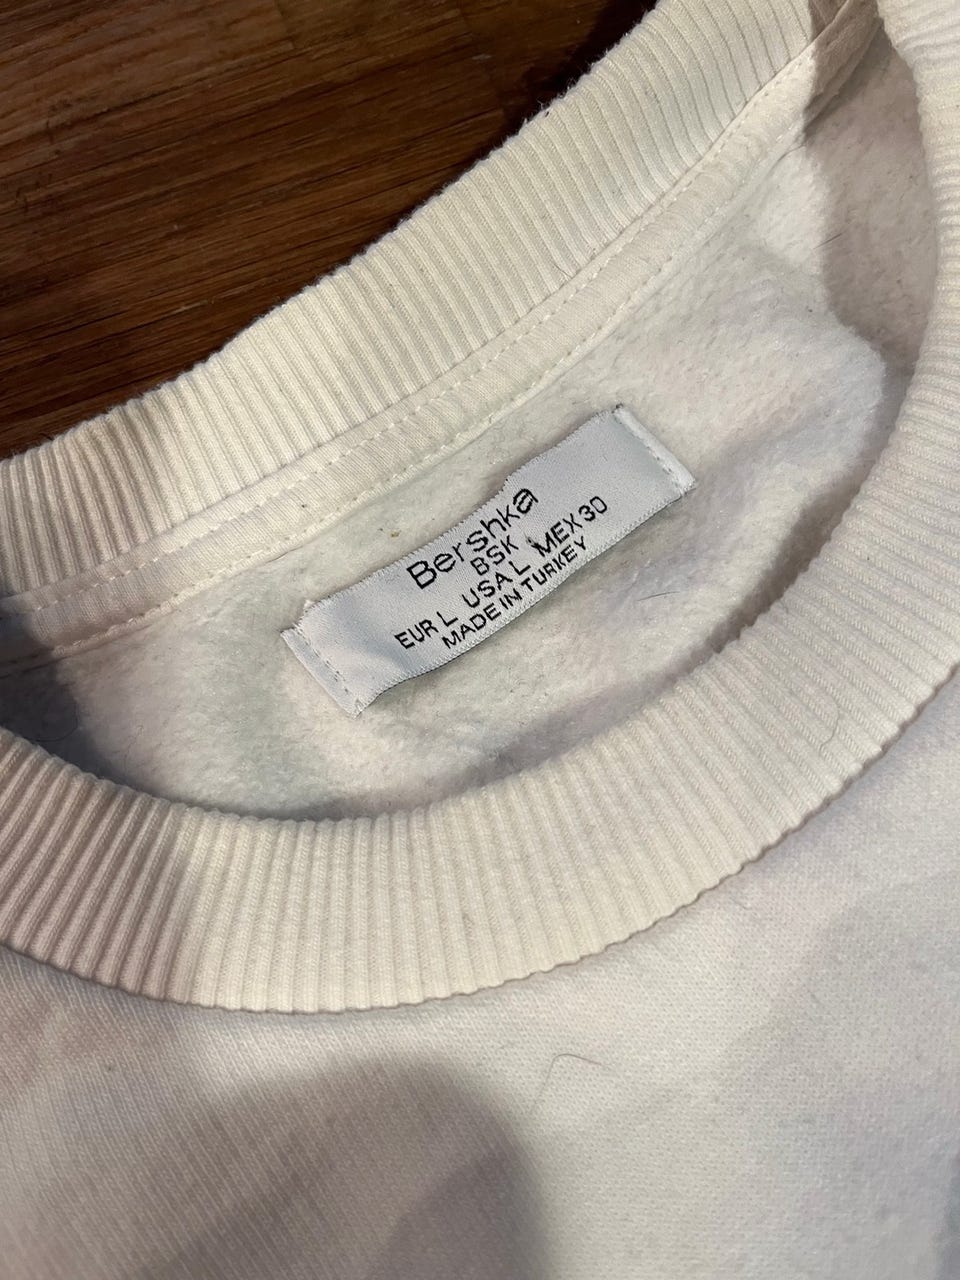 Bershka
BSK
EUR L USA L MEX 30
MADE IN TURKEY